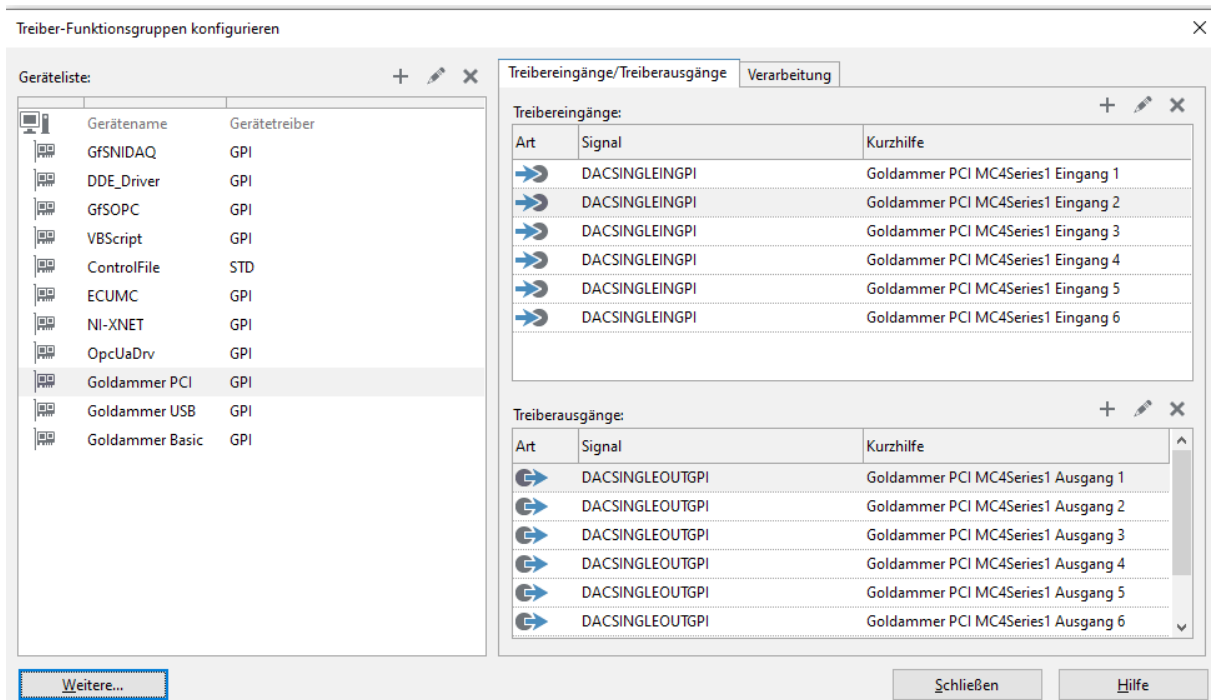 Treiber-Funktionsgruppen konfigurieren
Geräteliste:
Gerätename Gerätetreiber
GfSNIDAQ GPI
DDE_Driver GPI
GfSOPC GPI
VBScript GPI
ControlFile STD
ECUMC GPI
NI-XNET GPI
OpcUaDrv GPI
Goldammer PCI GPI
Goldammer USB GPI
Goldammer Basic GPI
Treibereingänge/Treiberausgänge Verarbeitung
Treibereingänge:
Art Signal Kurzhilfe
DACSINGLEINGPI Goldammer PCI MC4Series1 Eingang 1
DACSINGLEINGPI Goldammer PCI MC4Series1 Eingang 2
DACSINGLEINGPI Goldammer PCI MC4Series1 Eingang 3
DACSINGLEINGPI Goldammer PCI MC4Series1 Eingang 4
DACSINGLEINGPI Goldammer PCI MC4Series1 Eingang 5
DACSINGLEINGPI Goldammer PCI MC4Series1 Eingang 6
Treiberausgänge:
Art Signal Kurzhilfe
DACSINGLEOUTGPI Goldammer PCI MC4Series1 Ausgang 1
DACSINGLEOUTGPI Goldammer PCI MC4Series1 Ausgang 2
DACSINGLEOUTGPI Goldammer PCI MC4Series1 Ausgang 3
DACSINGLEOUTGPI Goldammer PCI MC4Series1 Ausgang 4
DACSINGLEOUTGPI Goldammer PCI MC4Series1 Ausgang 5
DACSINGLEOUTGPI Goldammer PCI MC4Series1 Ausgang 6
Weitere... Schließen Hilfe